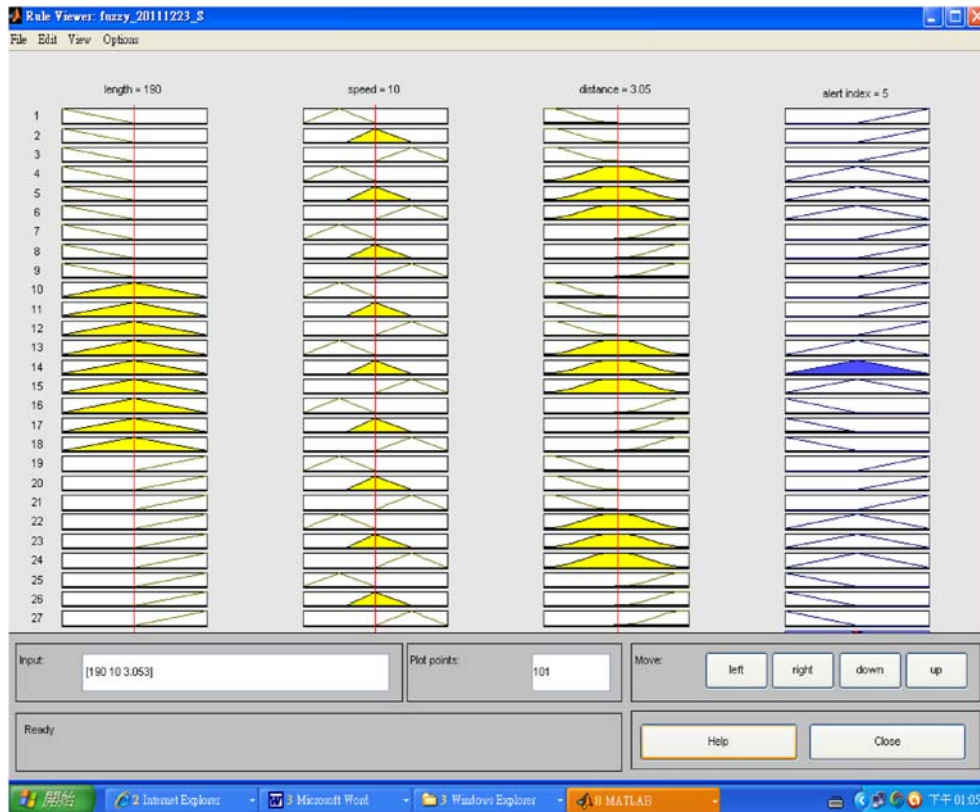 Rule Viewer: fuzzy_20111223_S
File Edit View Options
length = 190
speed = 10
distance = 3.05
alert index = 5
1
2
3
4
5
6
7
8
9
10
11
12
13
14
15
16
17
18
19
20
21
22
23
24
25
26
27
Input:
[190 10 3.053]
Plot points:
101
Move:
left
right
down
up
Ready
Help
Close
開始
2 Internet Explorer
3 Microsoft Word
3 Windows Explorer
8 MATLAB
下午 01:0